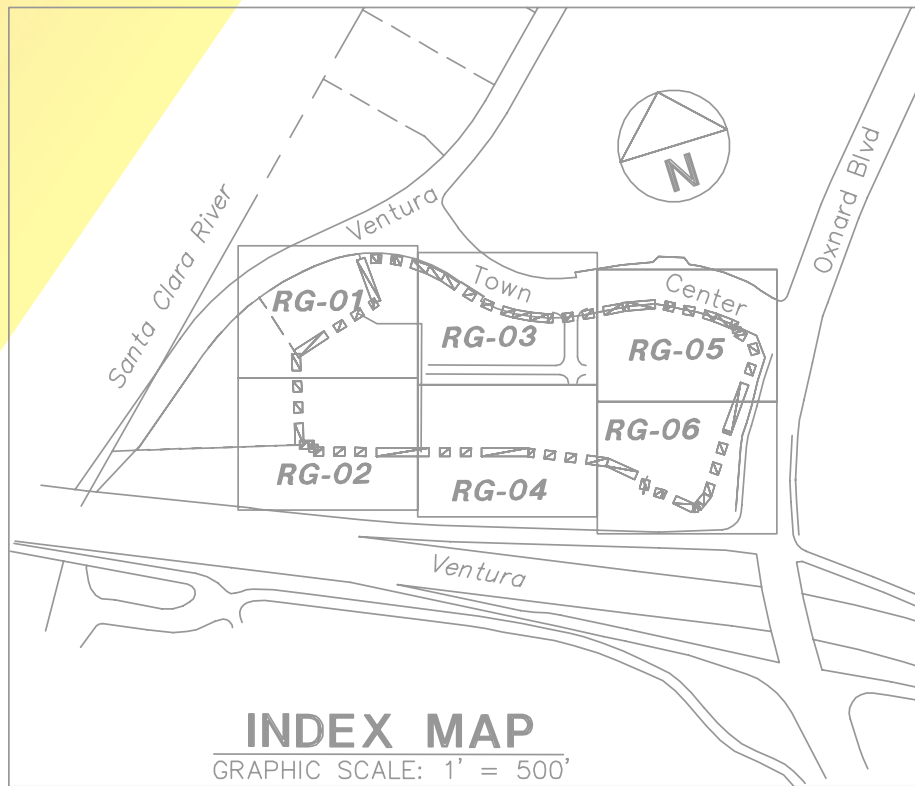 N
Oxnard Blvd
Santa Clara River
Ventura
Town
Center
RG-01
RG-03
RG-05
RG-02
RG-04
RG-06
Ventura
INDEX MAP
GRAPHIC SCALE: 1' = 500'